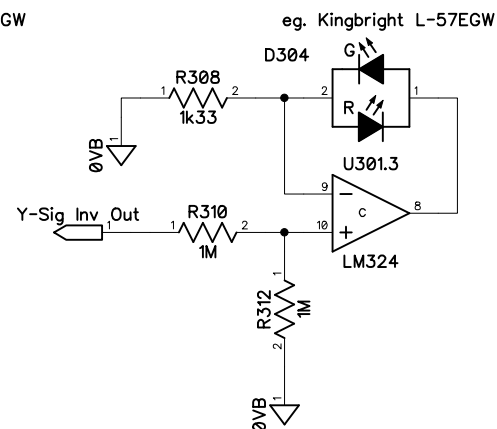 GW
eg. Kingbright L-57EGW
D304
G
R308
1 2
2 1
1k33
R
0VB
1
U301.3
9
8
C
Y-Sig Inv Out
R310
10
1
1 2
1M
LM324
1
R312
1M
2
0VB
1